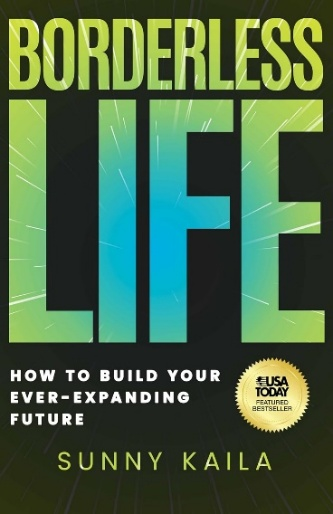 BORDERLESS
LIFE
HOW TO BUILD YOUR
EVER-EXPANDING
FUTURE
USA
TODAY
FEATURED
BESTSELLER
SUNNY KAILA